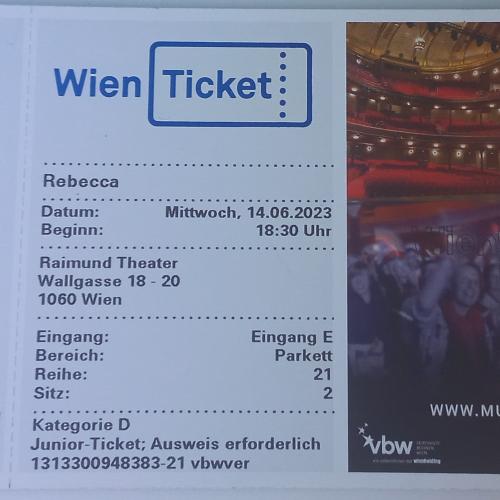 Wien Ticket
Rebecca
Datum: Mittwoch, 14.06.2023
Beginn: 18:30 Uhr
Raimund Theater
Wallgasse 18 - 20
1060 Wien
Eingang: Eingang E
Bereich: Parkett
Reihe: 21
Sitz: 2
Kategorie D
Junior-Ticket; Ausweis erforderlich
1313300948383-21 vbwver
WWW.MU
vbw